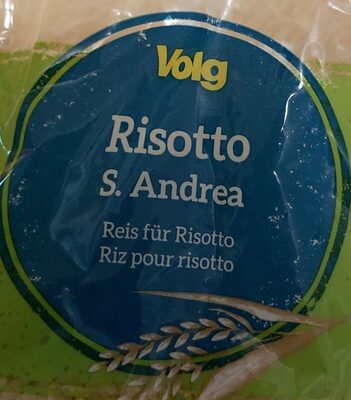 Volg
Risotto
S. Andrea
Reis für Risotto
Riz pour risotto